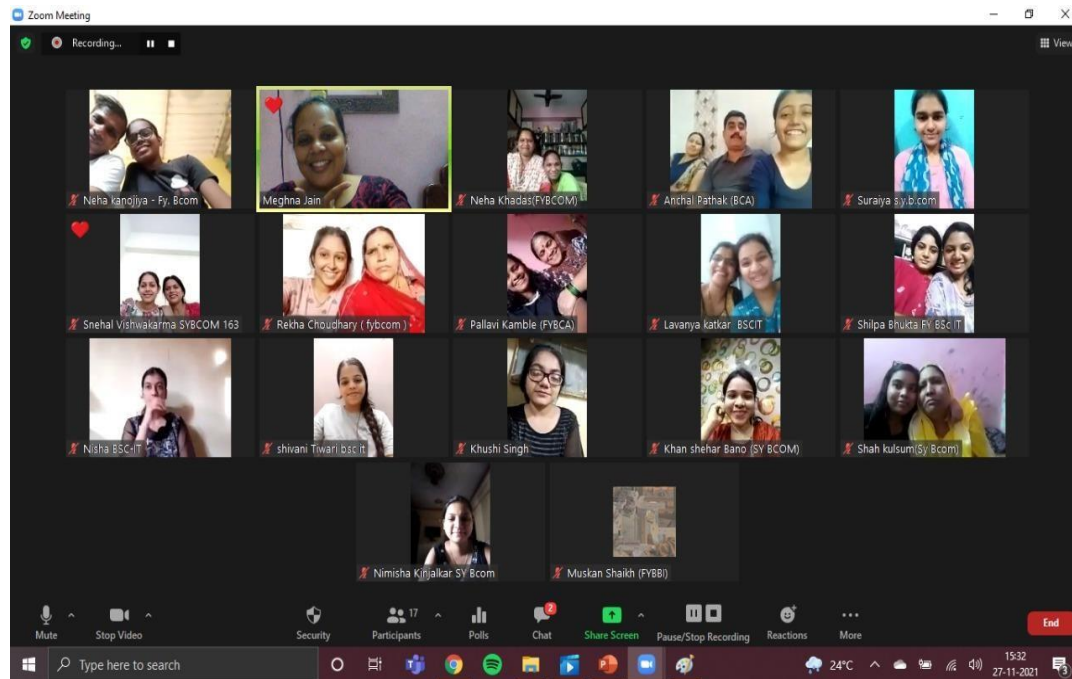 Zoom Meeting
Recording...
View
Neha kanojiya - Fy. Bcom
Meghna Jain
Neha Khadas(FYBCOM)
Anchal Pathak (BCA)
Suraiya s.y.b.com
Snehal Vishwakarma SYBCOM 163
Rekha Choudhary ( fybcom )
Pallavi Kamble (FYBCA)
Lavanya katkar BSCIT
Shilpa Bhukta FY BSc IT
Nisha BSC-IT
shivani Tiwari bsc it
Khushi Singh
Khan shehar Bano (SY BCOM)
Shah kulsum(Sy Bcom)
Nimisha Kinjalkar SY Bcom
Muskan Shaikh (FYBBI)
17
2
Mute
Stop Video
Security
Participants
Polls
Chat
Share Screen
Pause/Stop Recording
Reactions
More
End
Type here to search
24°C
15:32
27-11-2021
3